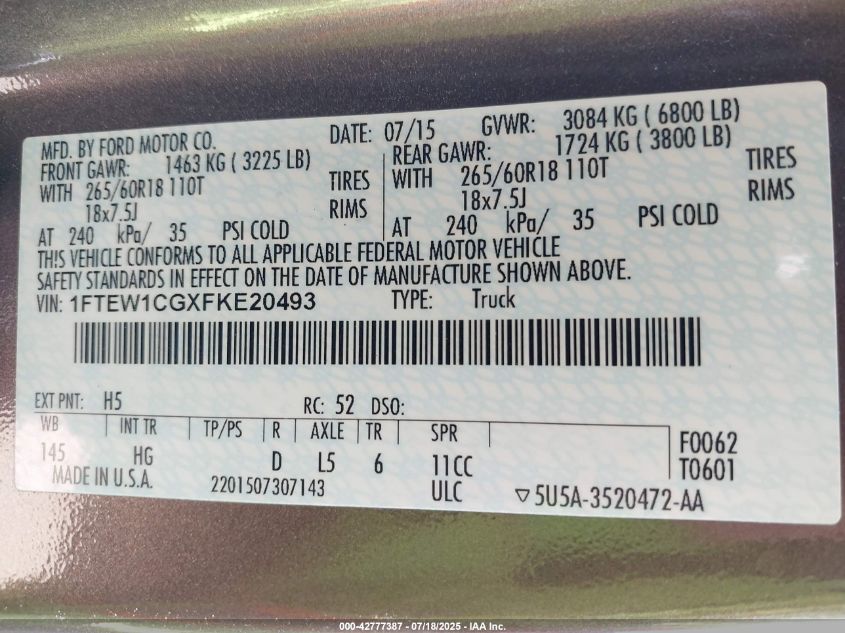 MFD. BY FORD MOTOR CO. DATE: 07/15 GVWR: 3084 KG ( 6800 LB)
FRONT GAWR: 1463 KG ( 3225 LB) REAR GAWR: 1724 KG ( 3800 LB)
WITH 265/60R18 110T TIRES WITH 265/60R18 110T TIRES
18x7.5J RIMS 18x7.5J RIMS
AT 240 kPa/ 35 PSI COLD AT 240 kPa/ 35 PSI COLD
THIS VEHICLE CONFORMS TO ALL APPLICABLE FEDERAL MOTOR VEHICLE
SAFETY STANDARDS IN EFFECT ON THE DATE OF MANUFACTURE SHOWN ABOVE.
VIN: 1FTEW1CGXFKE20493 TYPE: Truck
EXT PNT: H5 RC: 52 DSO:
WB INT TR TP/PS R AXLE TR SPR F0062
145 HG D L5 6 11CC T0601
MADE IN U.S.A. 2201507307143 ULC ▽5U5A-3520472-AA
000-42777387 - 07/18/2025 - IAA Inc.